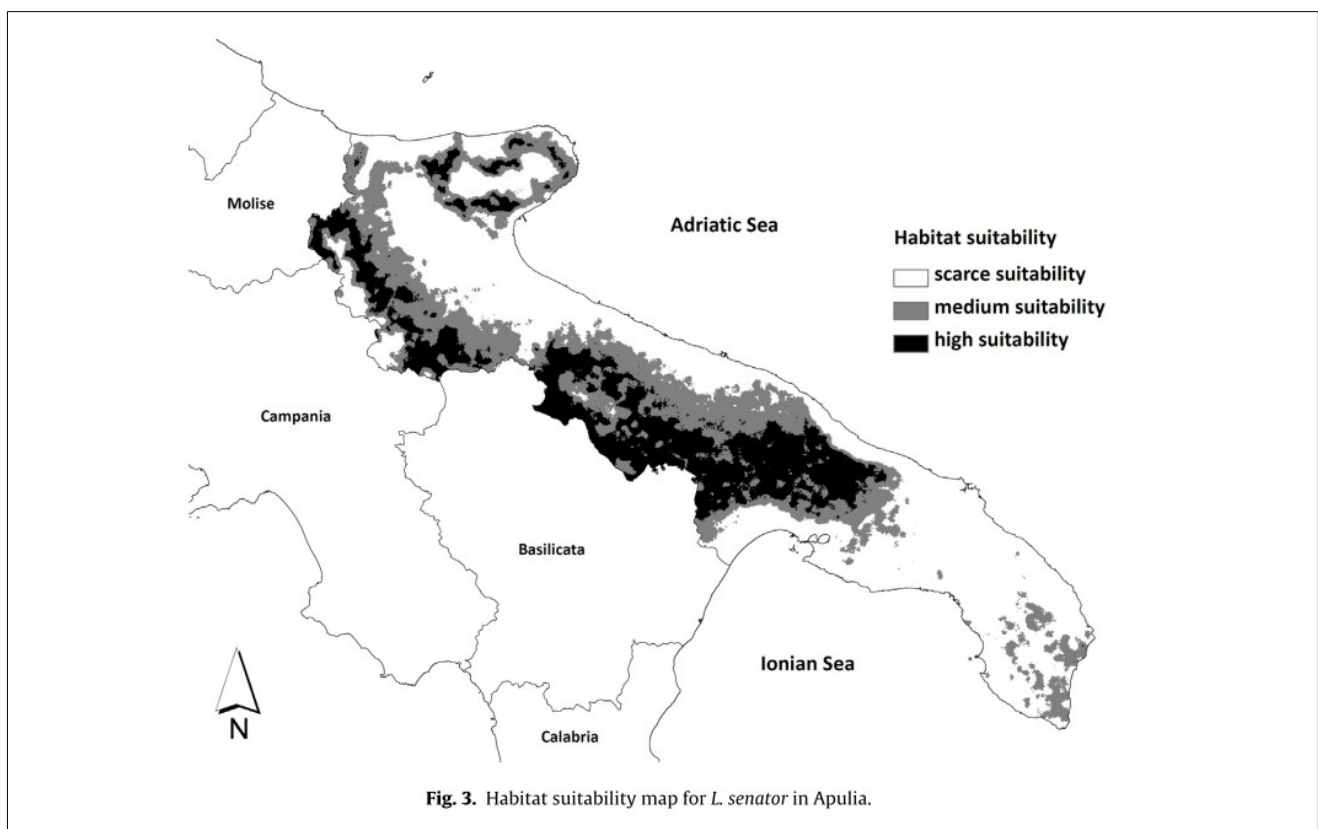 Molise
Adriatic Sea
Habitat suitability
scarce suitability
medium suitability
high suitability
Campania
Basilicata
Ionian Sea
N
Calabria
Fig. 3. Habitat suitability map for L. senator in Apulia.